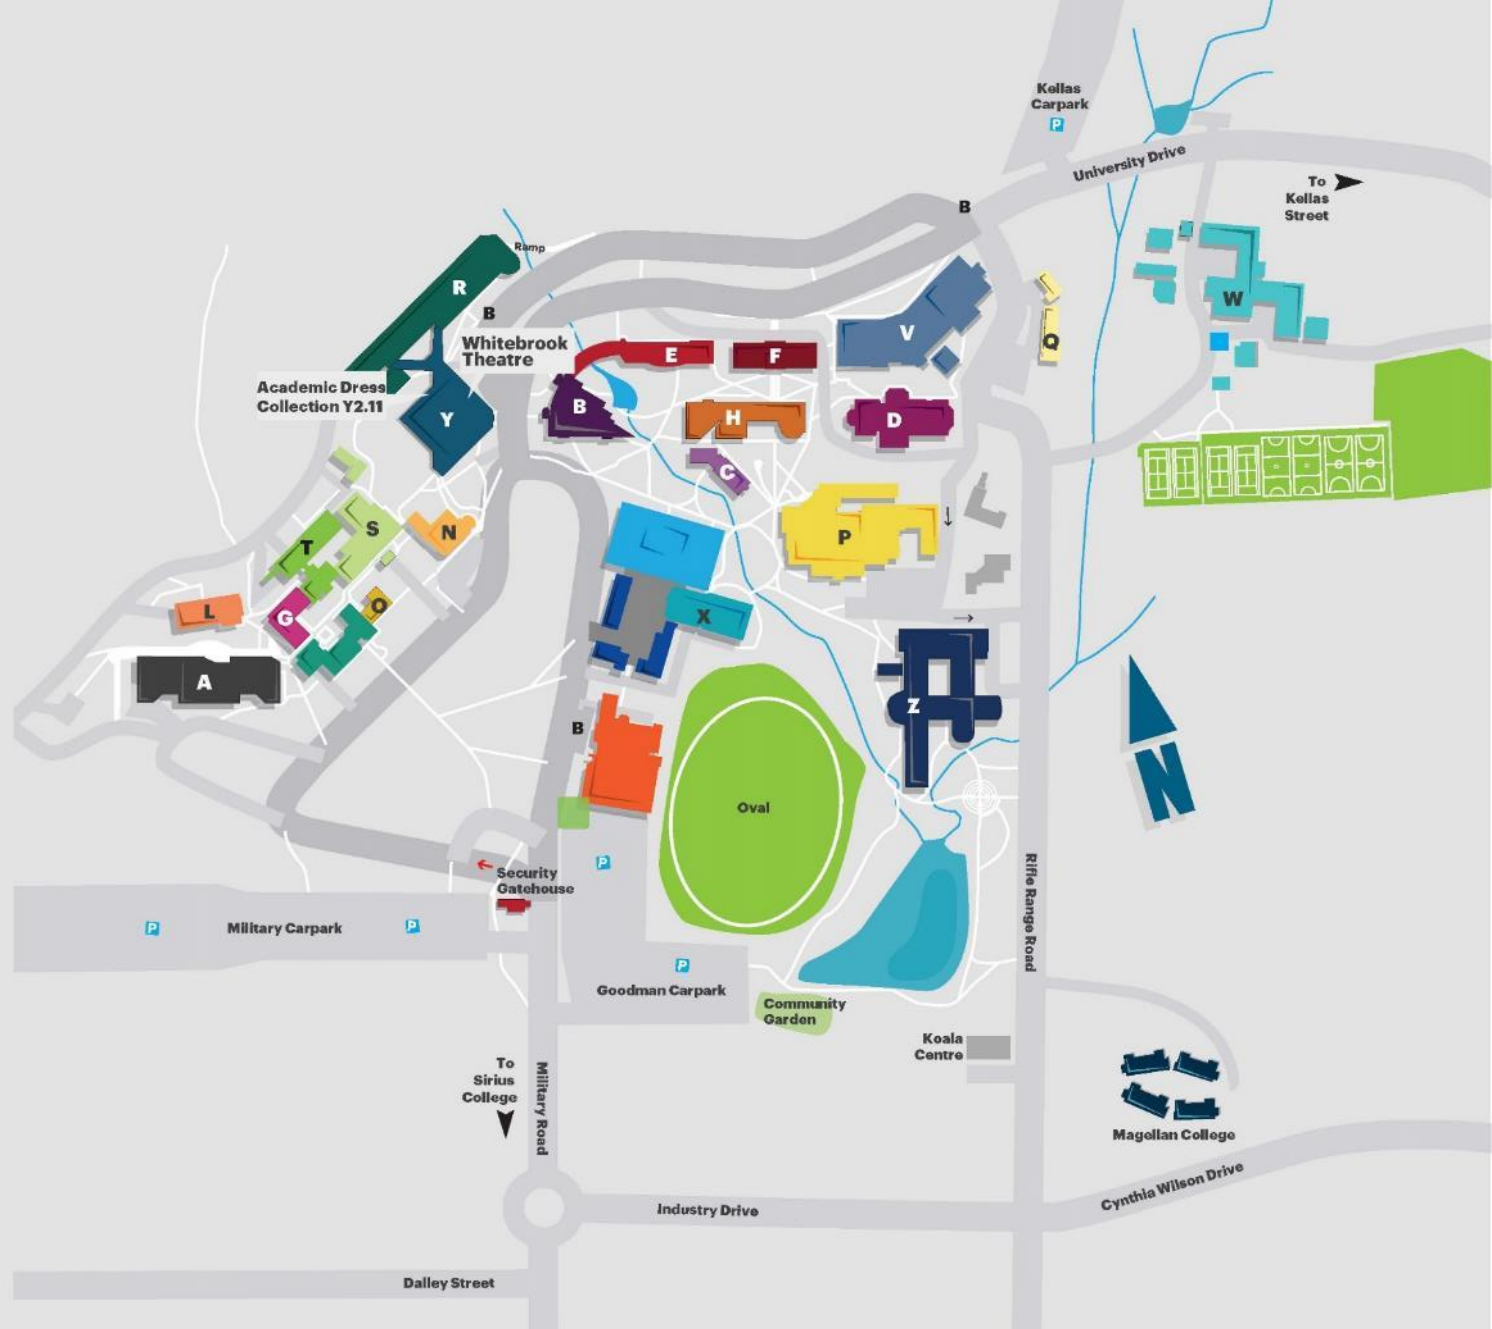 Kellas
Carpark
P
University Drive
To
Kellas
Street
B
Ramp
R
B
Whitebrook
Theatre
E
F
V
Q
W
Academic Dress
Collection Y2.11
Y
B
H
D
C
S
N
T
P
L
G
O
X
A
Z
B
N
Oval
P
Security
Gatehouse
P
Military Carpark
P
Rifle Range Road
P
Goodman Carpark
Community
Garden
Koala
Centre
To
Sirius
College
Military Road
Magellan College
Cynthia Wilson Drive
Industry Drive
Dalley Street